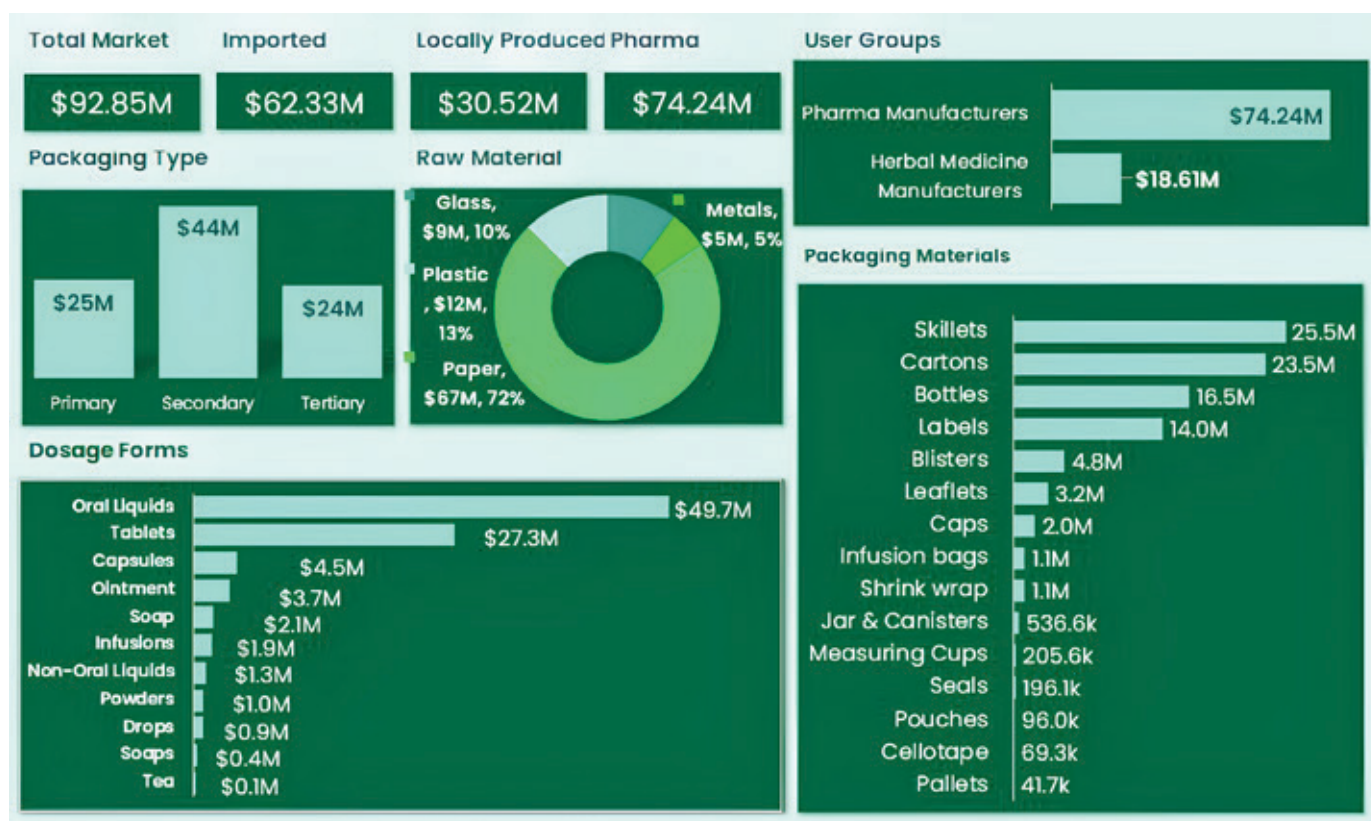 Total Market
Imported
Locally Produced Pharma
$92.85M
$62.33M
$30.52M
$74.24M
User Groups
Pharma Manufacturers
$74.24M
Herbal Medicine
Manufacturers
$18.61M
Packaging Type
$25M
$44M
$24M
Primary
Secondary
Tertiary
Raw Material
Glass,
$9M, 10%
Metals,
$5M, 5%
Plastic
, $12M,
13%
Paper,
$67M, 72%
Packaging Materials
Skillets 25.5M
Cartons 23.5M
Bottles 16.5M
Labels 14.0M
Blisters 4.8M
Leaflets 3.2M
Caps 2.0M
Infusion bags 1.1M
Shrink wrap 1.1M
Jar & Canisters 536.6k
Measuring Cups 205.6k
Seals 196.1k
Pouches 96.0k
Cellotape 69.3k
Pallets 41.7k
Dosage Forms
Oral Liquids $49.7M
Tablets $27.3M
Capsules $4.5M
Ointment $3.7M
Soap $2.1M
Infusions $1.9M
Non-Oral Liquids $1.3M
Powders $1.0M
Drops $0.9M
Soaps $0.4M
Tea $0.1M